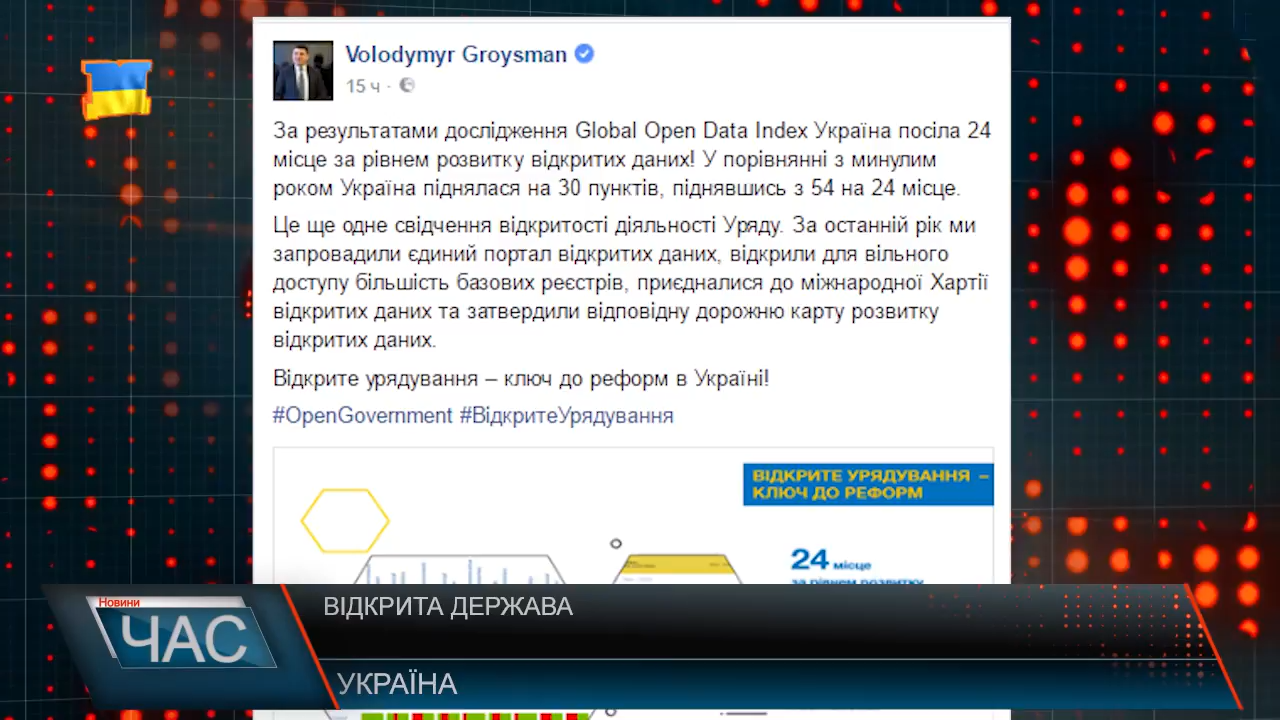 Volodymyr Groysman
15 ч ·
За результатами дослідження Global Open Data Index Україна посіла 24
місце за рівнем розвитку відкритих даних! У порівнянні з минулим
роком Україна піднялася на 30 пунктів, піднявшись з 54 на 24 місце.
Це ще одне свідчення відкритості діяльності Уряду. За останній рік ми
запровадили єдиний портал відкритих даних, відкрили для вільного
доступу більшість базових реєстрів, приєдналися до міжнародної Хартії
відкритих даних та затвердили відповідну дорожню карту розвитку
відкритих даних.
Відкрите урядування – ключ до реформ в Україні!
#OpenGovernment #ВідкритеУрядування
ВІДКРИТЕ УРЯДУВАННЯ –
КЛЮЧ ДО РЕФОРМ
24 місце
за рівнем розвитку
Новини
ЧАС
ВІДКРИТА ДЕРЖАВА
УКРАЇНА